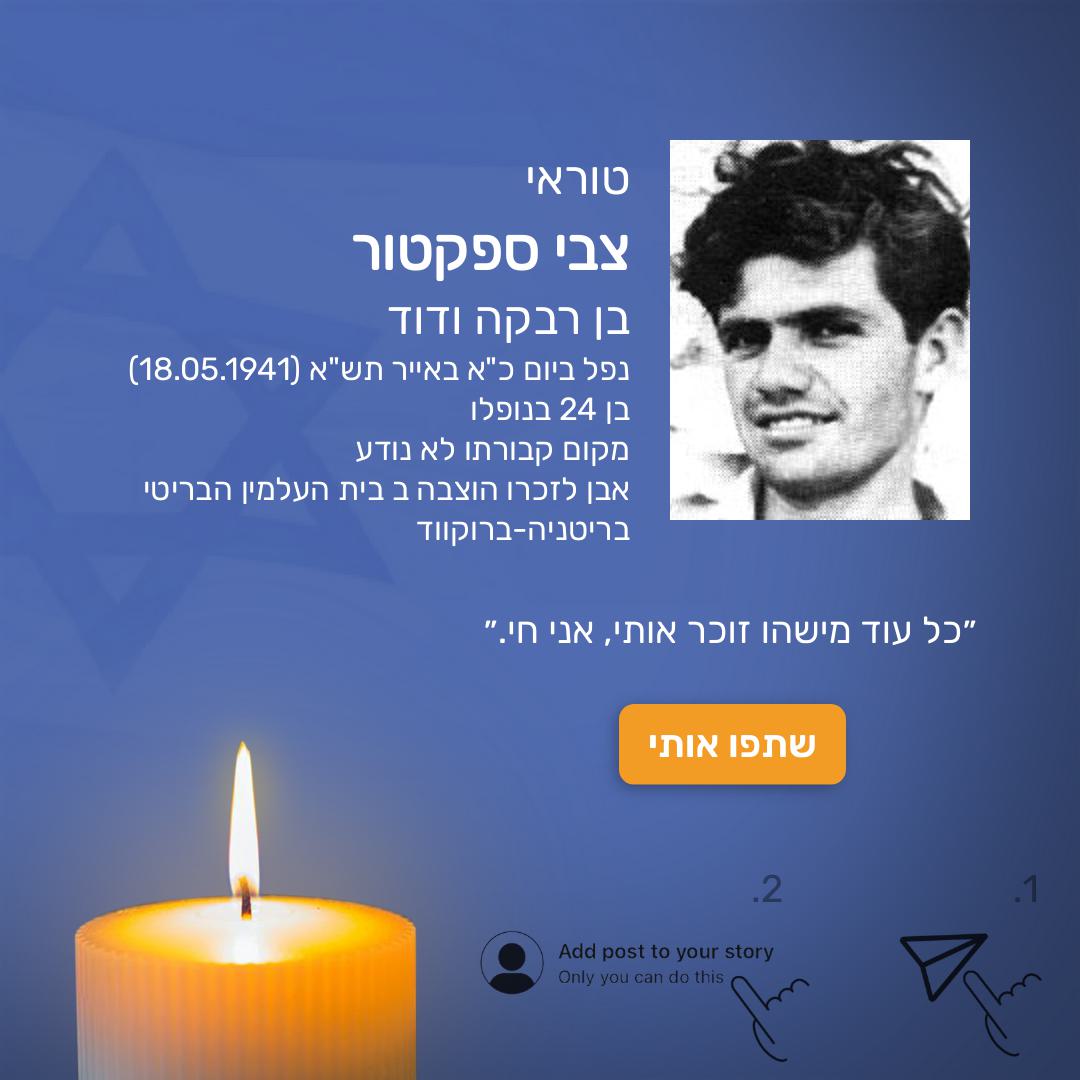 טוראי
צבי ספקטור
בן רבקה ודוד
נפל ביום כ"א באייר תש"א (18.05.1941)
בן 24 בנופלו
מקום קבורתו לא נודע
אבן לזכרו הוצבה ב בית העלמין הבריטי
בריטניה-ברוקווד
״כל עוד מישהו זוכר אותי, אני חי.״
שתפו אותי
.1
.2
Add post to your story
Only you can do this